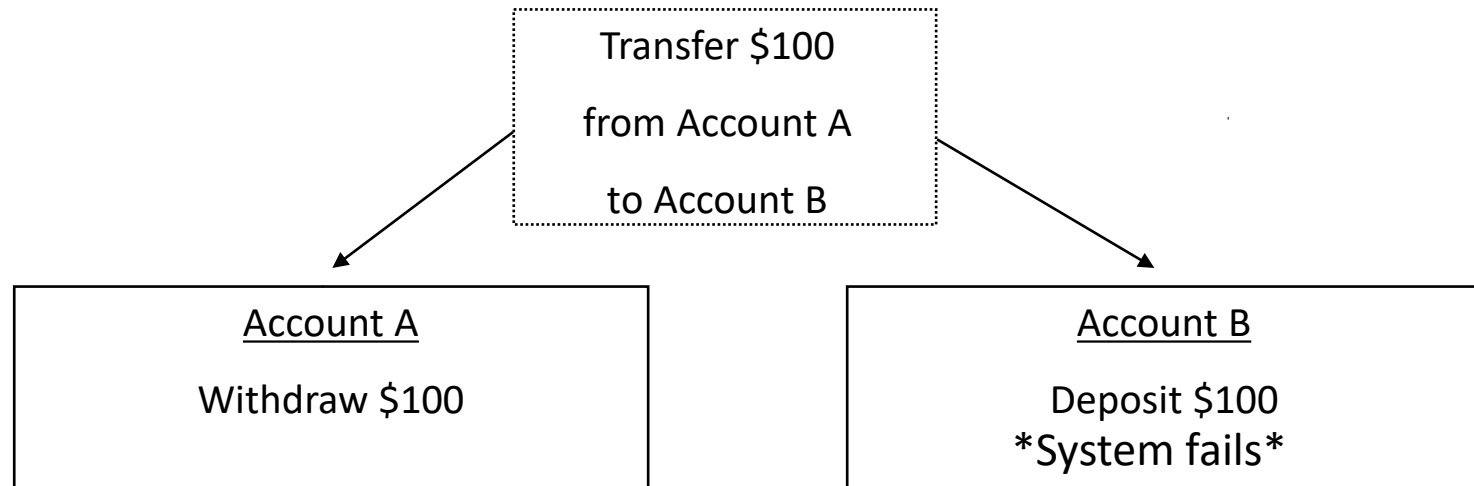 Transfer $100
from Account A
to Account B
Account A
Withdraw $100
Account B
Deposit $100
*System fails*